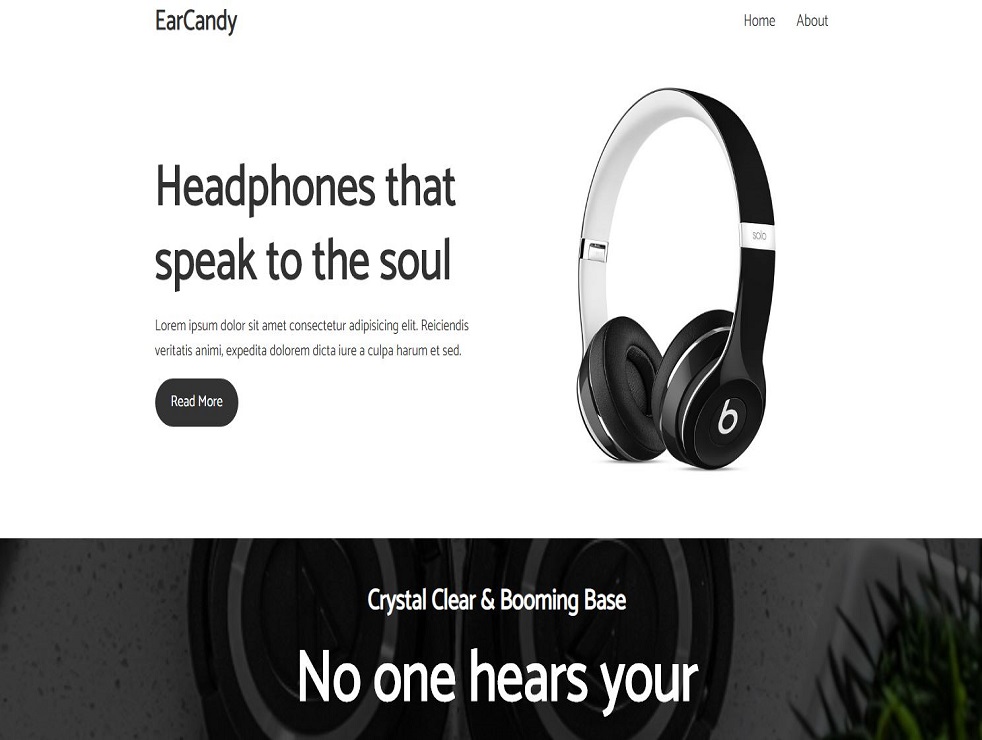 EarCandy
Home About
Headphones that
speak to the soul
solo
Lorem ipsum dolor sit amet consectetur adipisicing elit. Reiciendis
veritatis animi, expedita dolorem dicta iure a culpa harum et sed.
Read More
b
Crystal Clear & Booming Base
No one hears your